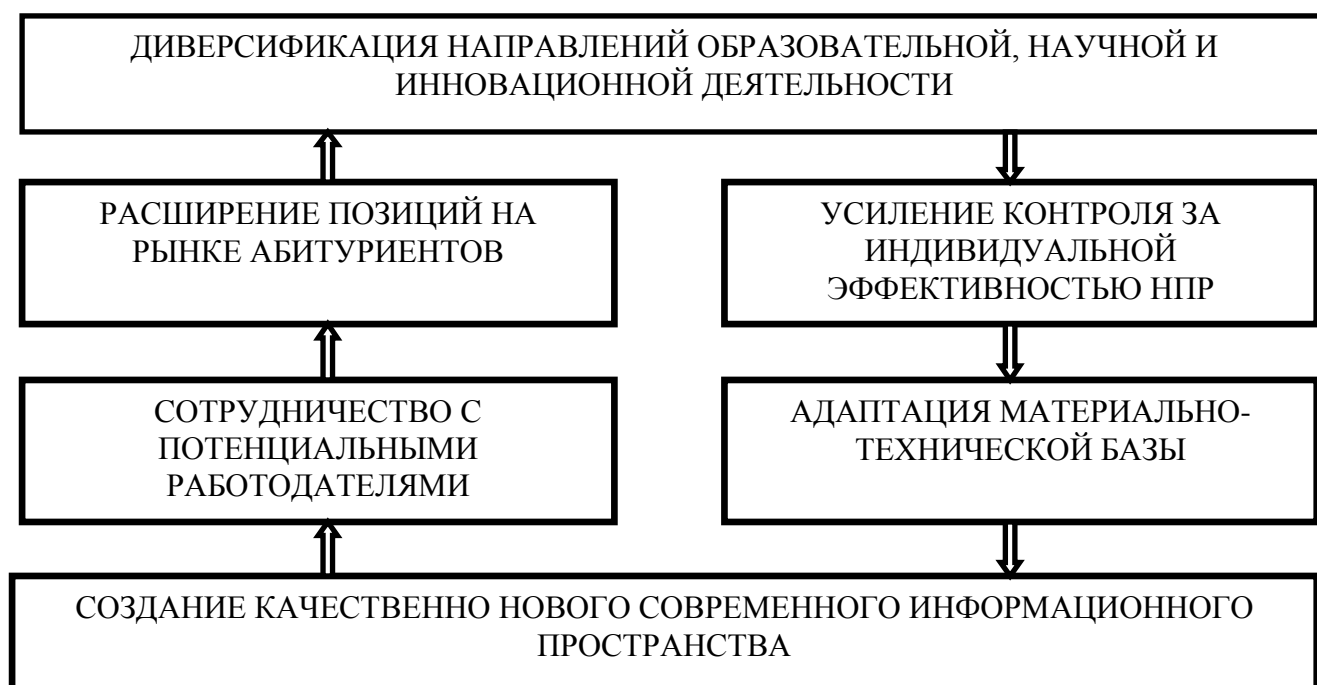 ДИВЕРСИФИКАЦИЯ НАПРАВЛЕНИЙ ОБРАЗОВАТЕЛЬНОЙ, НАУЧНОЙ И
ИННОВАЦИОННОЙ ДЕЯТЕЛЬНОСТИ
РАСШИРЕНИЕ ПОЗИЦИЙ НА
РЫНКЕ АБИТУРИЕНТОВ
УСИЛЕНИЕ КОНТРОЛЯ ЗА
ИНДИВИДУАЛЬНОЙ
ЭФФЕКТИВНОСТЬЮ НПР
СОТРУДНИЧЕСТВО С
ПОТЕНЦИАЛЬНЫМИ
РАБОТОДАТЕЛЯМИ
АДАПТАЦИЯ МАТЕРИАЛЬНО-
ТЕХНИЧЕСКОЙ БАЗЫ
СОЗДАНИЕ КАЧЕСТВЕННО НОВОГО СОВРЕМЕННОГО ИНФОРМАЦИОННОГО
ПРОСТРАНСТВА